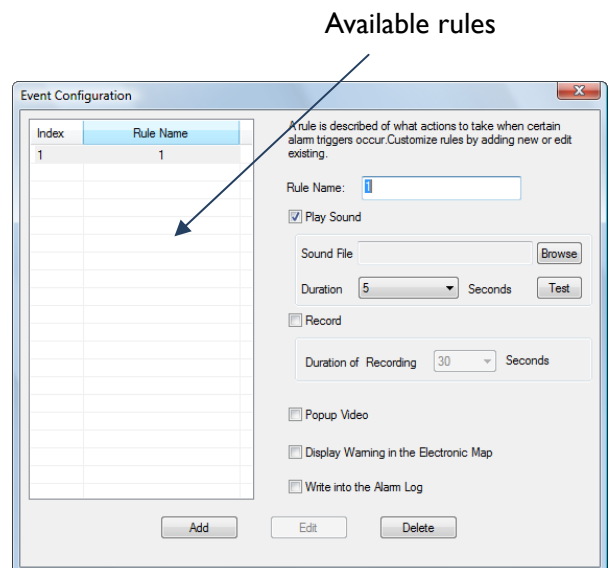 Available rules
Event Configuration
Index Rule Name
1 1
A rule is described of what actions to take when certain
alarm triggers occur.Customize rules by adding new or edit
existing.
Rule Name: 1
Play Sound
Sound File Browse
Duration 5 Seconds Test
Record
Duration of Recording 30 Seconds
Popup Video
Display Warning in the Electronic Map
Write into the Alarm Log
Add Edit Delete